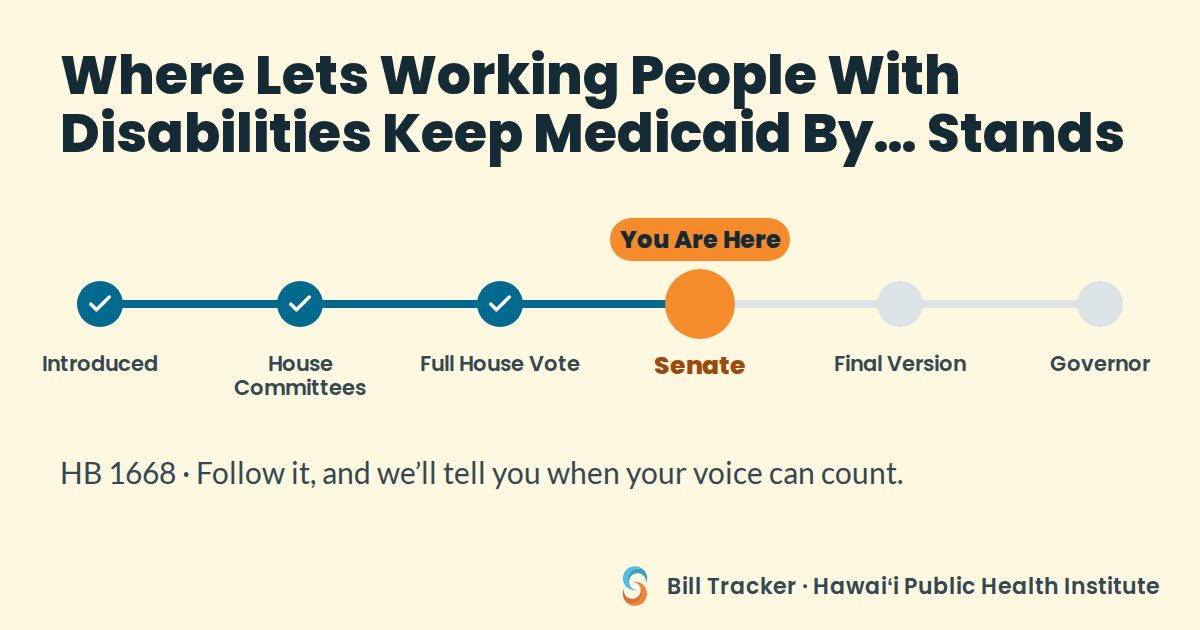 Where Lets Working People With
Disabilities Keep Medicaid By... Stands
You Are Here
Introduced
House
Committees
Full House Vote
Senate
Final Version
Governor
HB 1668 · Follow it, and we’ll tell you when your voice can count.
Bill Tracker · Hawaiʻi Public Health Institute